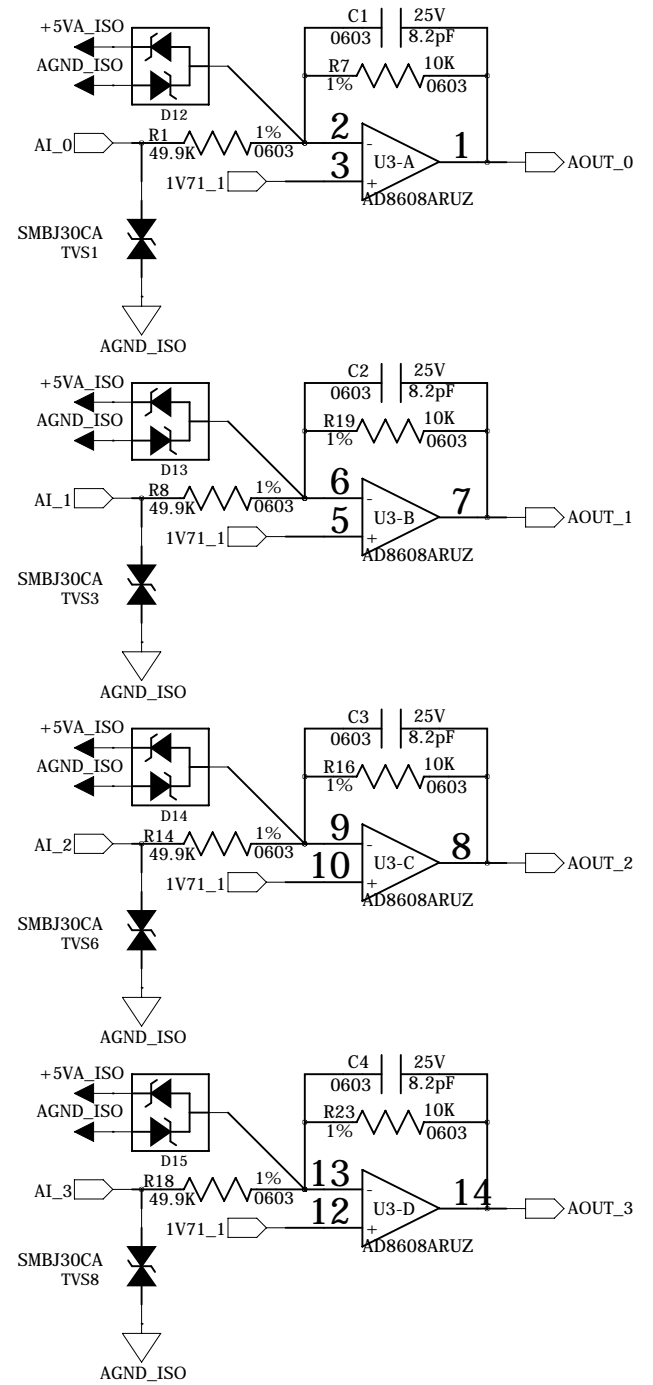 C1 25V
0603 8.2pF
+5VA_ISO
AGND_ISO
R7 10K
1% 0603
D12
AI_0 R1 1% 2 - U3-A 1 AOUT_0
49.9K 0603
1V71_1 3 +
AD8608ARUZ
SMBJ30CA
TVS1
AGND_ISO
C2 25V
0603 8.2pF
+5VA_ISO
AGND_ISO
R19 10K
1% 0603
D13
AI_1 R8 1% 6 - U3-B 7 AOUT_1
49.9K 0603
1V71_1 5 +
AD8608ARUZ
SMBJ30CA
TVS3
AGND_ISO
C3 25V
0603 8.2pF
+5VA_ISO
AGND_ISO
R16 10K
1% 0603
D14
AI_2 R14 1% 9 - U3-C 8 AOUT_2
49.9K 0603
1V71_1 10 +
AD8608ARUZ
SMBJ30CA
TVS6
AGND_ISO
C4 25V
0603 8.2pF
+5VA_ISO
AGND_ISO
R23 10K
1% 0603
D15
AI_3 R18 1% 13 - U3-D 14 AOUT_3
49.9K 0603
1V71_1 12 +
AD8608ARUZ
SMBJ30CA
TVS8
AGND_ISO